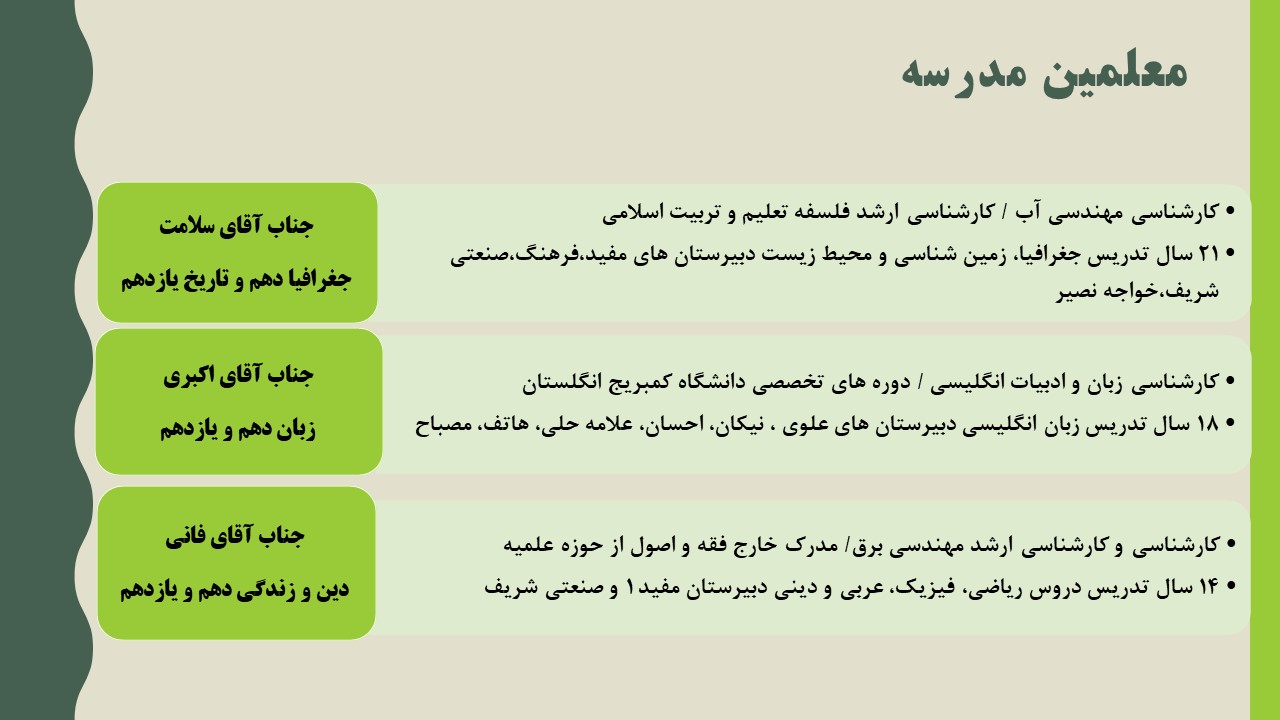 معلمین مدرسه
جناب آقای سلامت
جغرافیا دهم و تاریخ یازدهم
• کارشناسی مهندسی آب / کارشناسی ارشد فلسفه تعلیم و تربیت اسلامی
• ۲۱ سال تدریس جغرافیا، زمین شناسی و محیط زیست دبیرستان های مفید،فرهنگ،صنعتی
شریف،خواجه نصیر
جناب آقای اکبری
زبان دهم و یازدهم
• کارشناسی زبان و ادبیات انگلیسی / دوره های تخصصی دانشگاه کمبریج انگلستان
• ۱۸ سال تدریس زبان انگلیسی دبیرستان های علوی ، نیکان، احسان، علامه حلی، هاتف، مصباح
جناب آقای فانی
دین و زندگی دهم و یازدهم
• کارشناسی و کارشناسی ارشد مهندسی برق/ مدرک خارج فقه و اصول از حوزه علمیه
• ۱۴ سال تدریس دروس ریاضی، فیزیک، عربی و دینی دبیرستان مفید۱ و صنعتی شریف